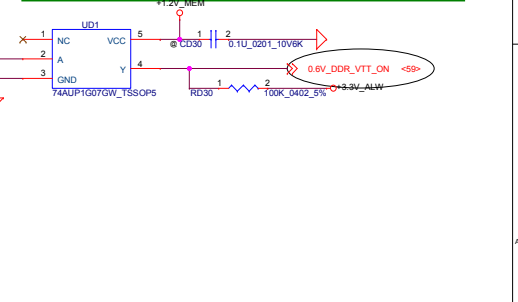 +1.2V_MEM
UD1
1 NC VCC 5
2 A
3 GND Y 4
74AUP1G07GW_TSSOP5
@ CD30 1 2 0.1U_0201_10V6K
0.6V_DDR_VTT_ON <59>
RD30 1 2 100K_0402_5%
+3.3V_ALW